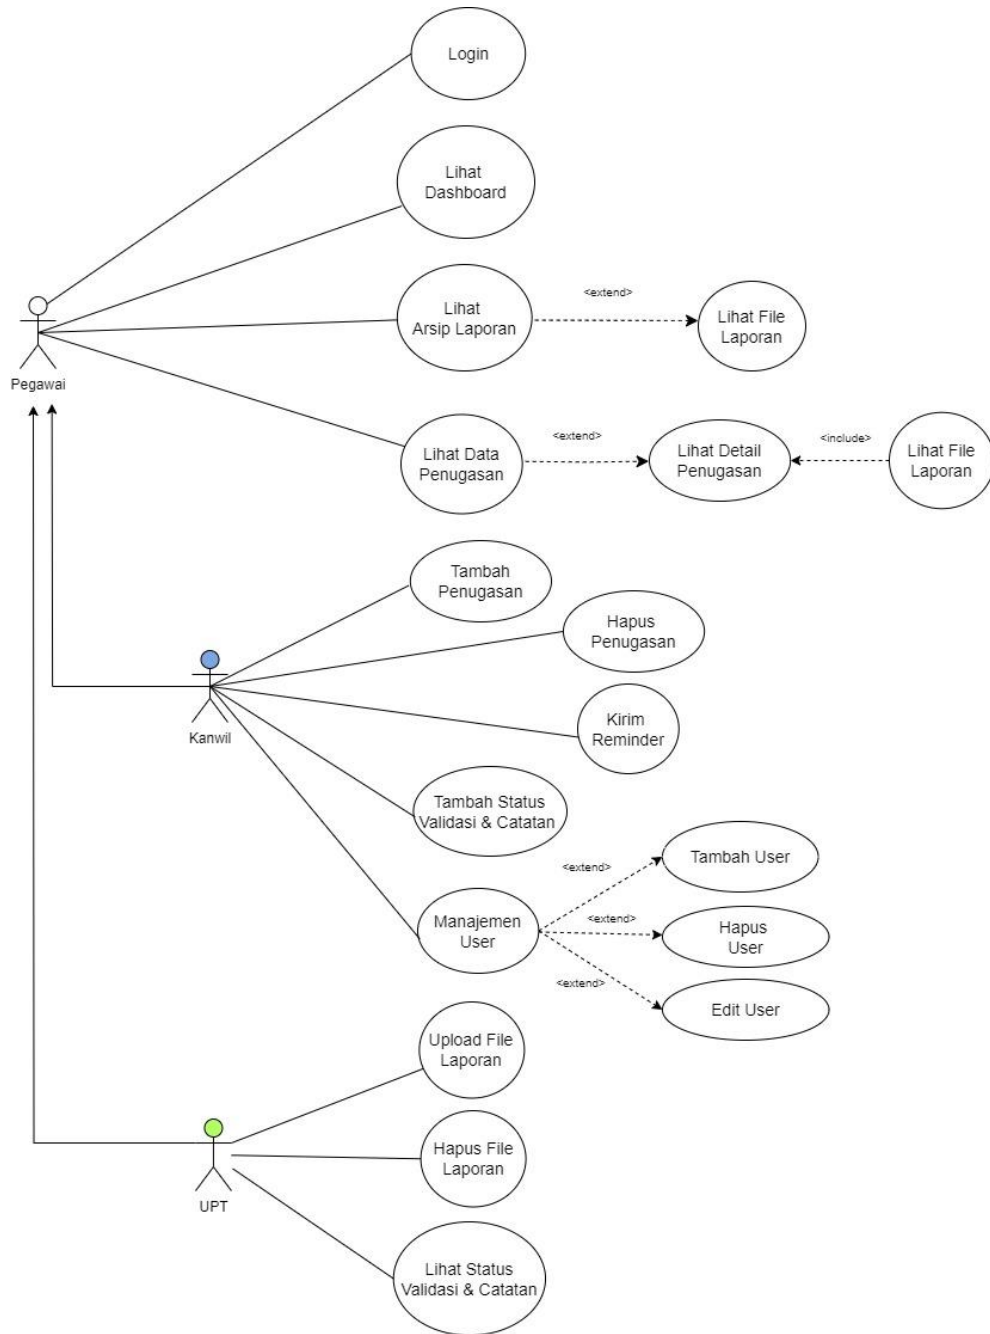 Login
Lihat
Dashboard
Lihat
Arsip Laporan
<extend>
Lihat File
Laporan
Pegawai
Lihat Data
Penugasan
<extend>
Lihat Detail
Penugasan
<include>
Lihat File
Laporan
Tambah
Penugasan
Hapus
Penugasan
Kanwil
Kirim
Reminder
Tambah Status
Validasi & Catatan
Manajemen
User
<extend>
Tambah User
<extend>
Hapus
User
<extend>
Edit User
Upload File
Laporan
Hapus File
Laporan
UPT
Lihat Status
Validasi & Catatan